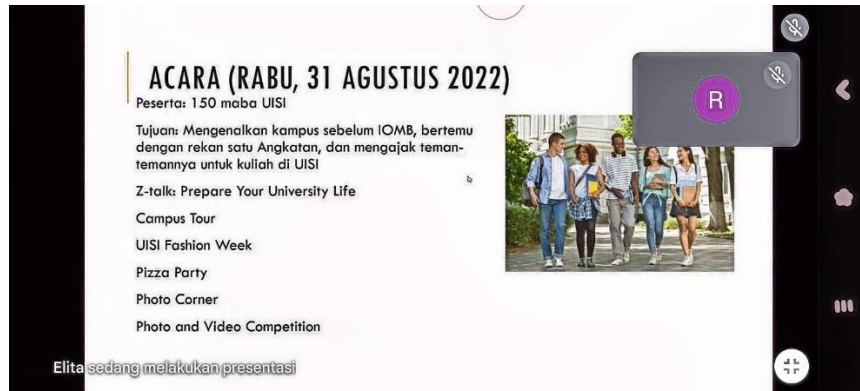 ACARA (RABU, 31 AGUSTUS 2022)
Peserta: 150 maba UISI
Tujuan: Mengenalkan kampus sebelum IOMB, bertemu
dengan rekan satu Angkatan, dan mengajak teman-
temannya untuk kuliah di UISI
Z-talk: Prepare Your University Life
Campus Tour
UISI Fashion Week
Pizza Party
Photo Corner
Photo and Video Competition
R
Elita sedang melakukan presentasi